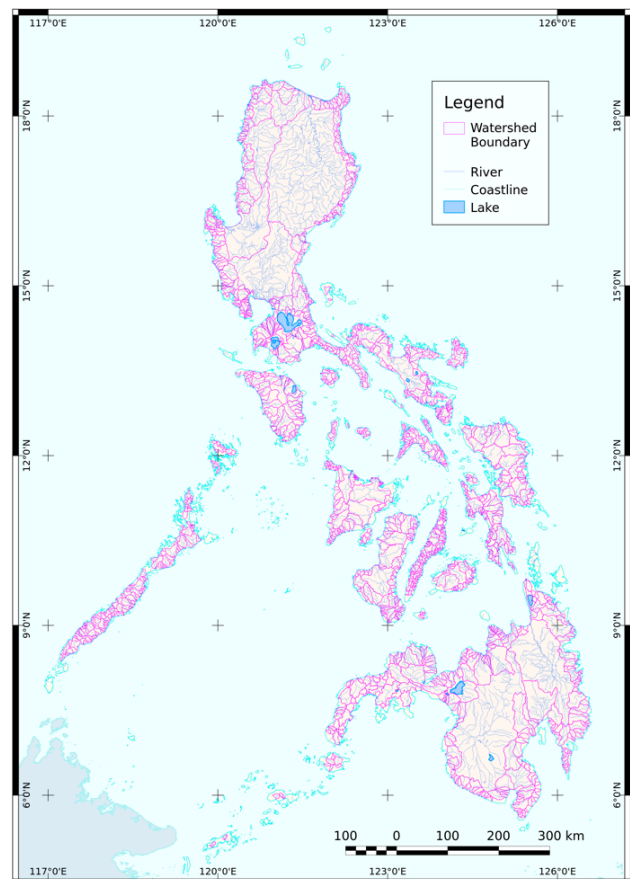 117°0'E 120°0'E 123°0'E 126°0'E
18°0'N 18°0'N
Legend
Watershed
Boundary
River
Coastline
Lake
15°0'N 15°0'N
12°0'N 12°0'N
9°0'N 9°0'N
6°0'N 6°0'N
100 0 100 200 300 km
117°0'E 120°0'E 123°0'E 126°0'E